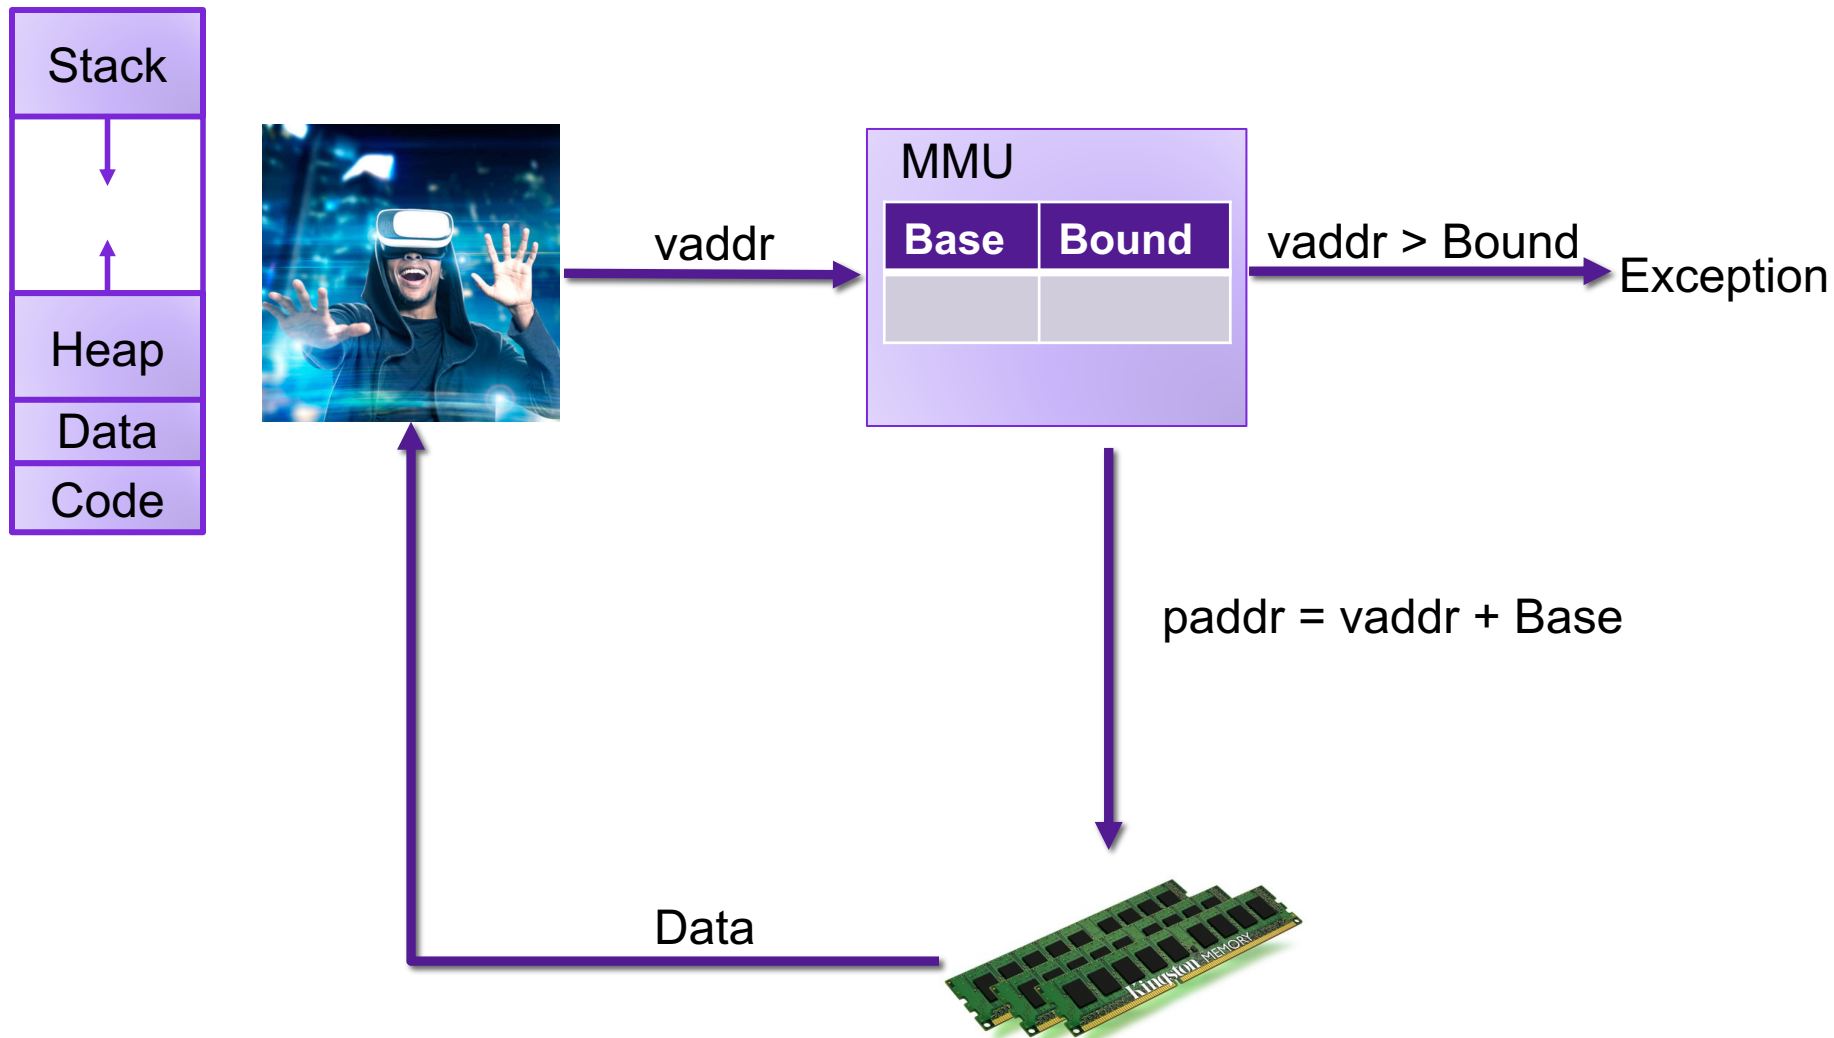 Stack
Heap
Data
Code
vaddr
MMU
Base Bound
vaddr > Bound
Exception
paddr = vaddr + Base
Data
Kingston MEMORY